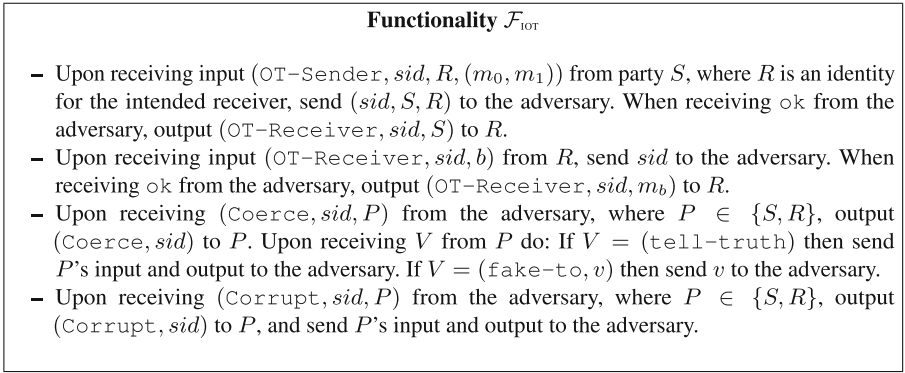 Functionality F_IOT
– Upon receiving input (OT-Sender, sid, R, (m_0, m_1)) from party S, where R is an identity
for the intended receiver, send (sid, S, R) to the adversary. When receiving ok from the
adversary, output (OT-Receiver, sid, S) to R.
– Upon receiving input (OT-Receiver, sid, b) from R, send sid to the adversary. When
receiving ok from the adversary, output (OT-Receiver, sid, m_b) to R.
– Upon receiving (Coerce, sid, P) from the adversary, where P ∈ {S, R}, output
(Coerce, sid) to P. Upon receiving V from P do: If V = (tell-truth) then send
P's input and output to the adversary. If V = (fake-to, v) then send v to the adversary.
– Upon receiving (Corrupt, sid, P) from the adversary, where P ∈ {S, R}, output
(Corrupt, sid) to P, and send P's input and output to the adversary.